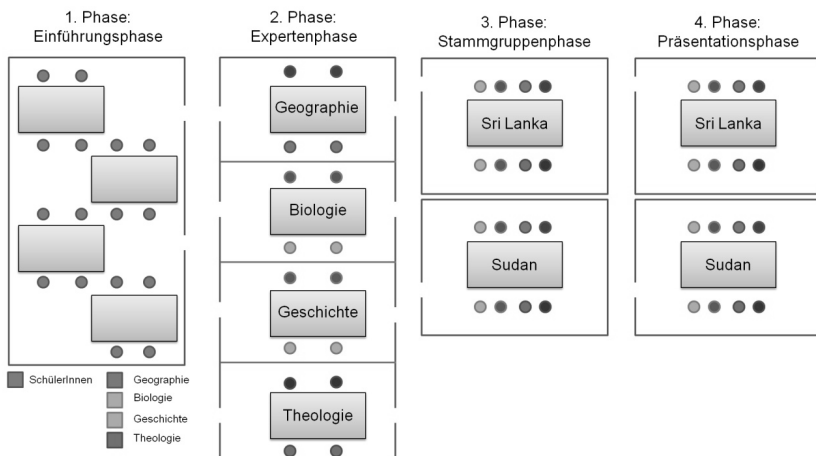 1. Phase:
Einführungsphase
2. Phase:
Expertenphase
3. Phase:
Stammgruppenphase
4. Phase:
Präsentationsphase
Geographie
Biologie
Geschichte
Theologie
Sri Lanka
Sudan
Sri Lanka
Sudan
SchülerInnen
Geographie
Biologie
Geschichte
Theologie